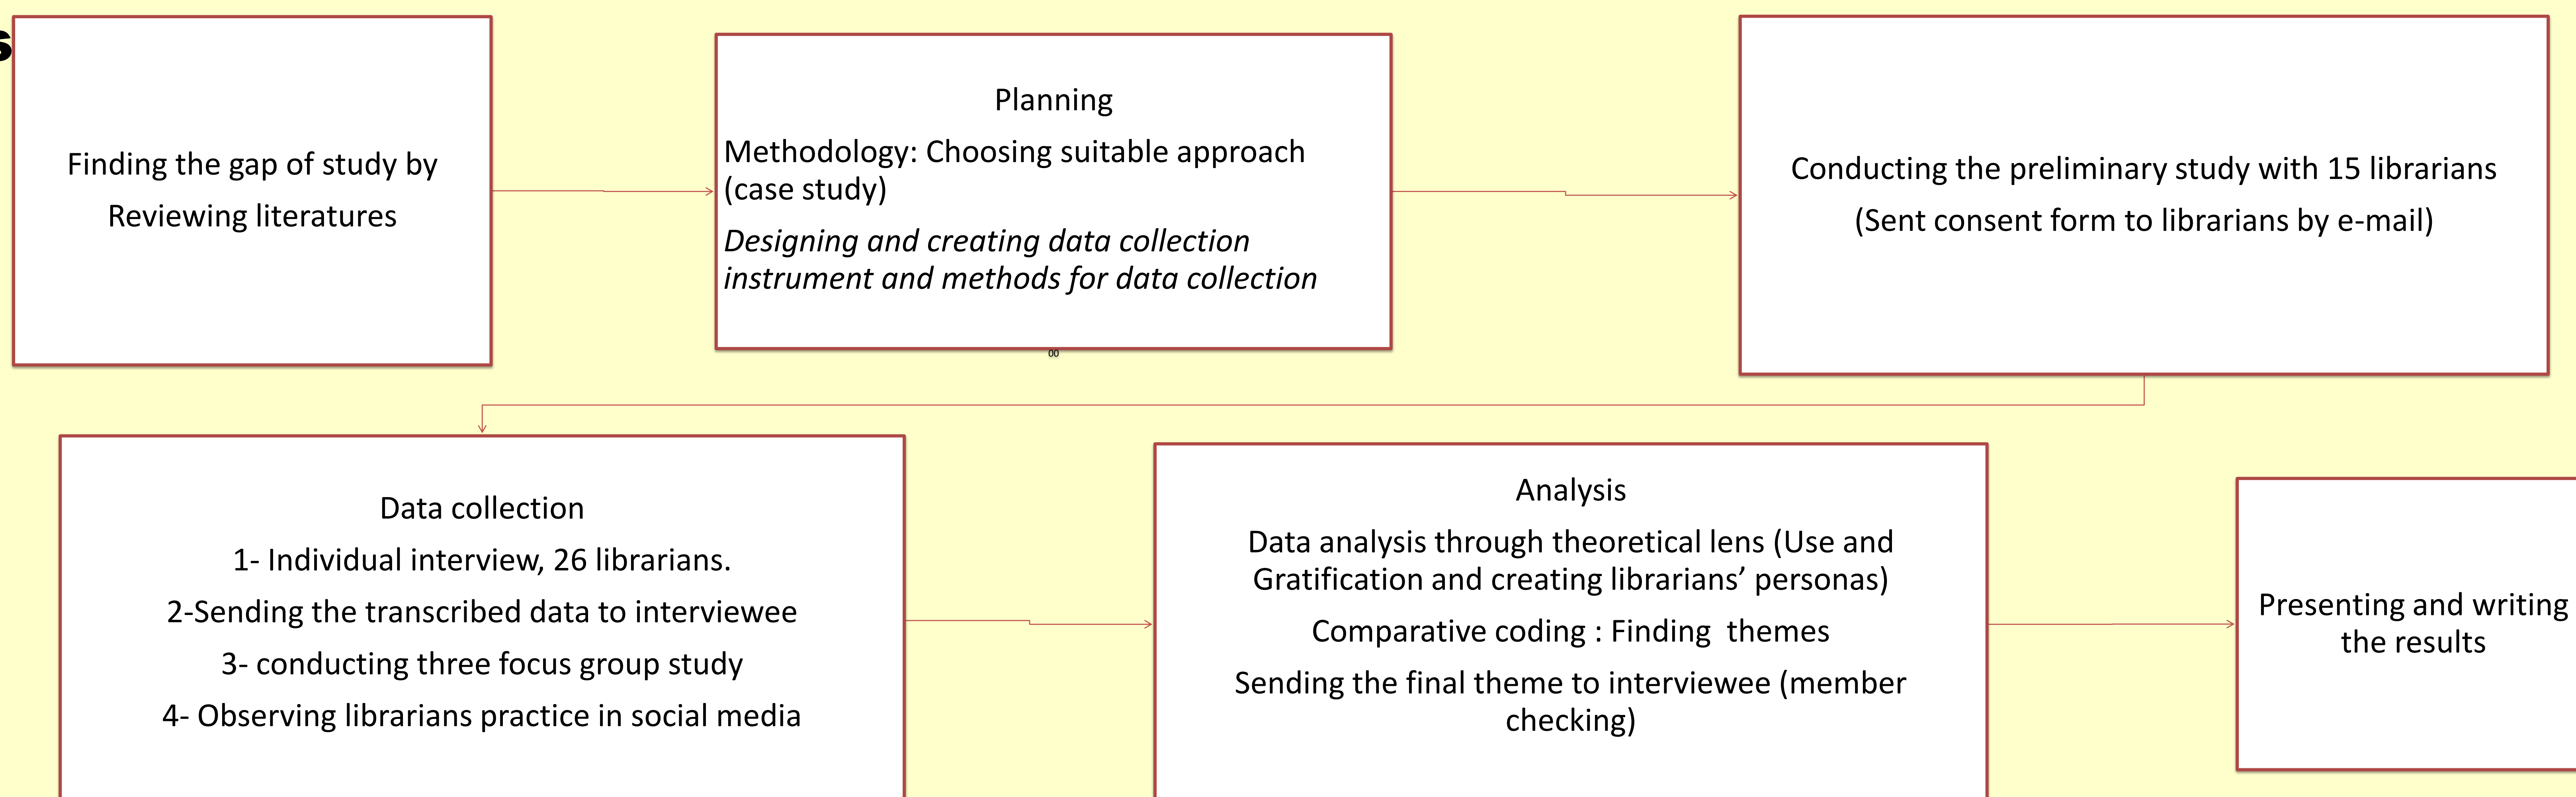 s
Finding the gap of study by
Reviewing literatures
Planning
Methodology: Choosing suitable approach
(case study)
Designing and creating data collection
instrument and methods for data collection
00
Conducting the preliminary study with 15 librarians
(Sent consent form to librarians by e-mail)
Data collection
1- Individual interview, 26 librarians.
2-Sending the transcribed data to interviewee
3- conducting three focus group study
4- Observing librarians practice in social media
Analysis
Data analysis through theoretical lens (Use and
Gratification and creating librarians’ personas)
Comparative coding : Finding  themes
Sending the final theme to interviewee (member
checking)
Presenting and writing
the results